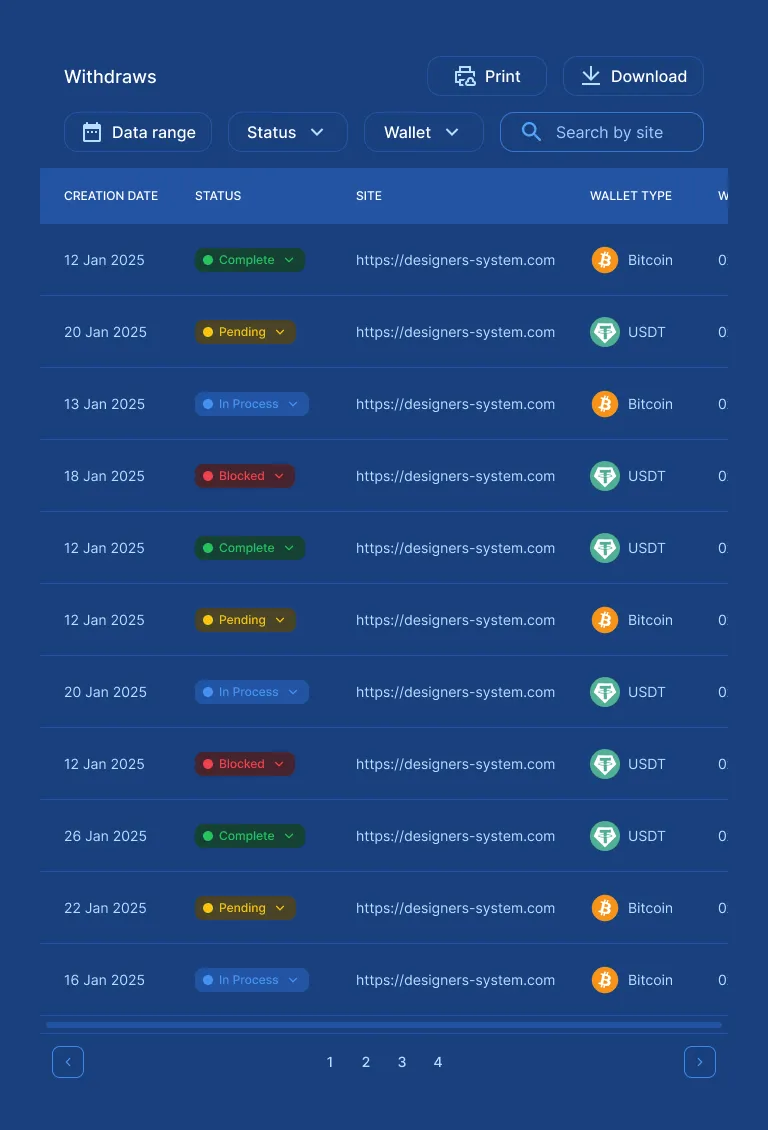 Withdraws Print Download
Data range Status Wallet Search by site
CREATION DATE STATUS SITE WALLET TYPE W
12 Jan 2025 Complete https://designers-system.com Bitcoin 0
20 Jan 2025 Pending https://designers-system.com USDT 0
13 Jan 2025 In Process https://designers-system.com Bitcoin 0
18 Jan 2025 Blocked https://designers-system.com USDT 0
12 Jan 2025 Complete https://designers-system.com USDT 0
12 Jan 2025 Pending https://designers-system.com Bitcoin 0
20 Jan 2025 In Process https://designers-system.com USDT 0
12 Jan 2025 Blocked https://designers-system.com USDT 0
26 Jan 2025 Complete https://designers-system.com USDT 0
22 Jan 2025 Pending https://designers-system.com Bitcoin 0
16 Jan 2025 In Process https://designers-system.com Bitcoin 0
1 2 3 4